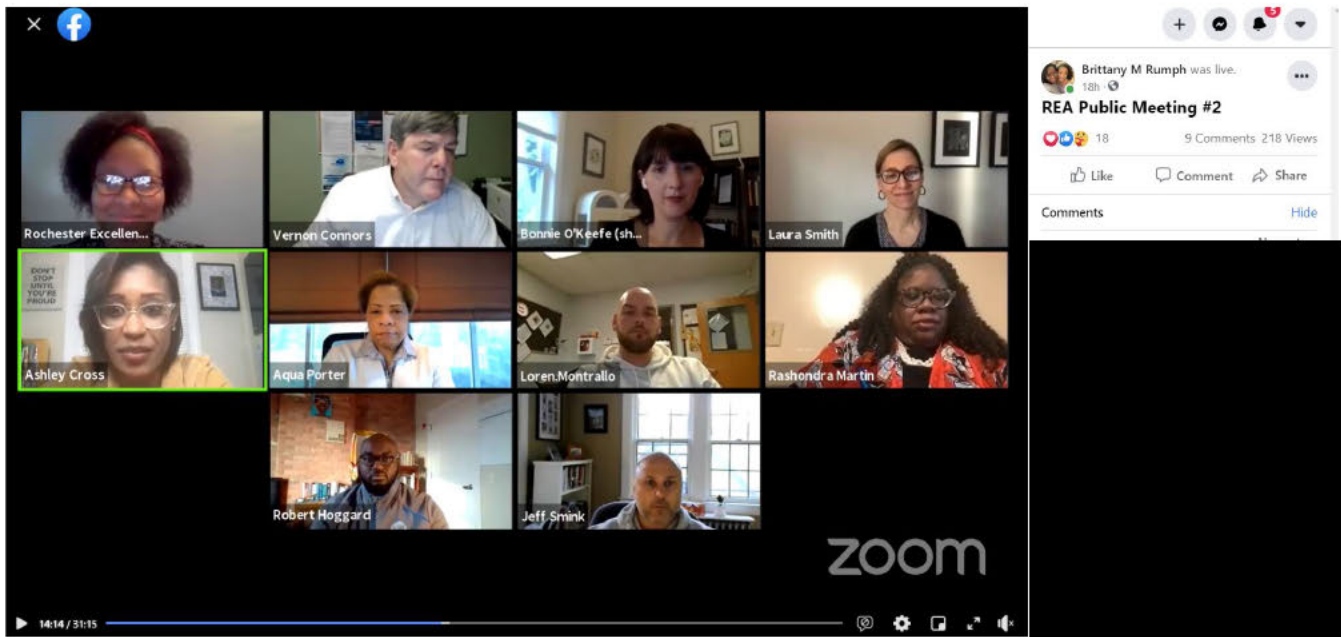 Rochester Excellen...
Vernon Connors
Bonnie O'Keefe (sh...
Laura Smith
DON'T
STOP
UNTIL
YOU'RE
PROUD
Ashley Cross
Aqua Porter
Loren.Montrallo
Rashondra Martin
Robert Hoggard
Jeff Smink
zoom
14:14 / 31:15
5
Brittany M Rumph was live.
18h ·
REA Public Meeting #2
18 9 Comments 218 Views
Like Comment Share
Comments Hide